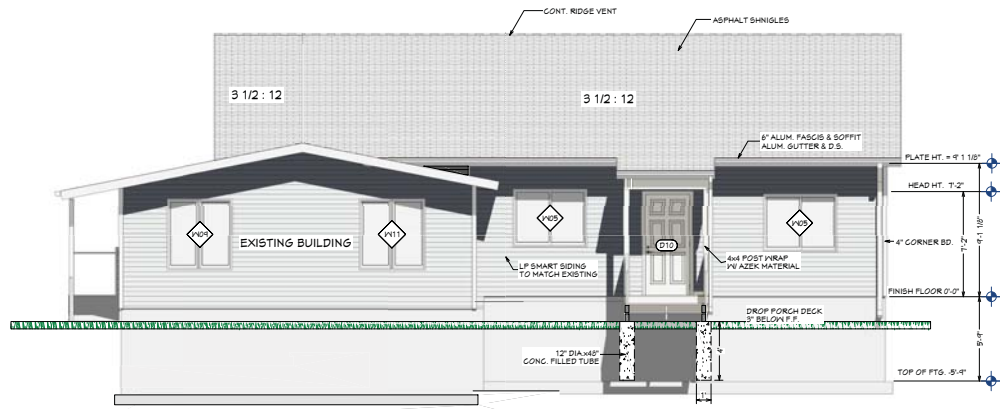 CONT. RIDGE VENT
ASPHALT SHNIGLES
3 1/2 : 12
3 1/2 : 12
6" ALUM. FASCIS & SOFFIT
ALUM. GUTTER & D.S.
PLATE HT. = 9' 1 1/8"
HEAD HT. 7'-2"
W09
W11
EXISTING BUILDING
W05
D10
W05
4" CORNER BD.
7'-2"
9'-1 1/8"
LP SMART SIDING
TO MATCH EXISTING
4x4 POST WRAP
W/ AZEK MATERIAL
FINISH FLOOR 0'-0"
DROP PORCH DECK
3" BELOW F.F.
12" DIA.x48"
CONC. FILLED TUBE
4'
5'-9"
TOP OF FTG. -5'-9"
1'